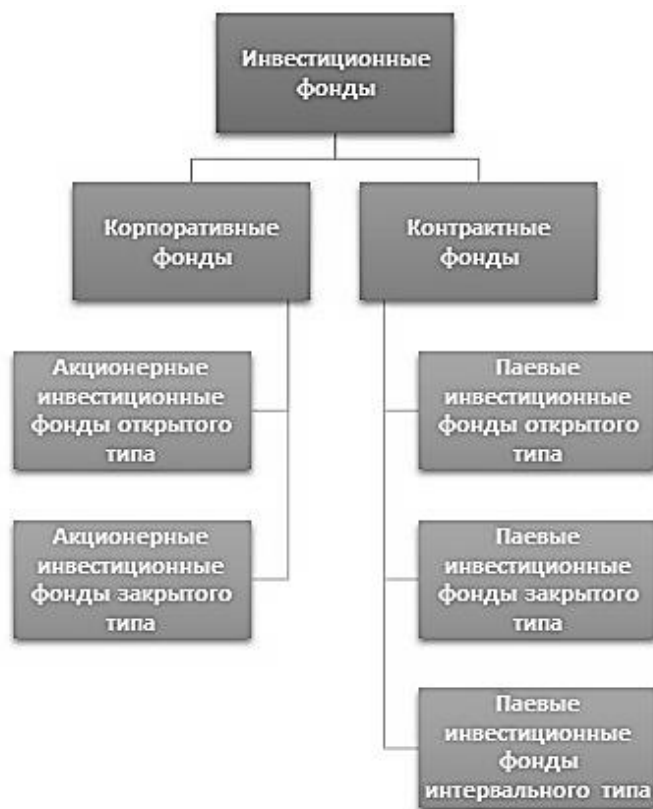 Инвестиционные
фонды
Корпоративные
фонды
Контрактные
фонды
Акционерные
инвестиционные
фонды открытого
типа
Паевые
инвестиционные
фонды открытого
типа
Акционерные
инвестиционные
фонды закрытого
типа
Паевые
инвестиционные
фонды закрытого
типа
Паевые
инвестиционные
фонды
интервального типа